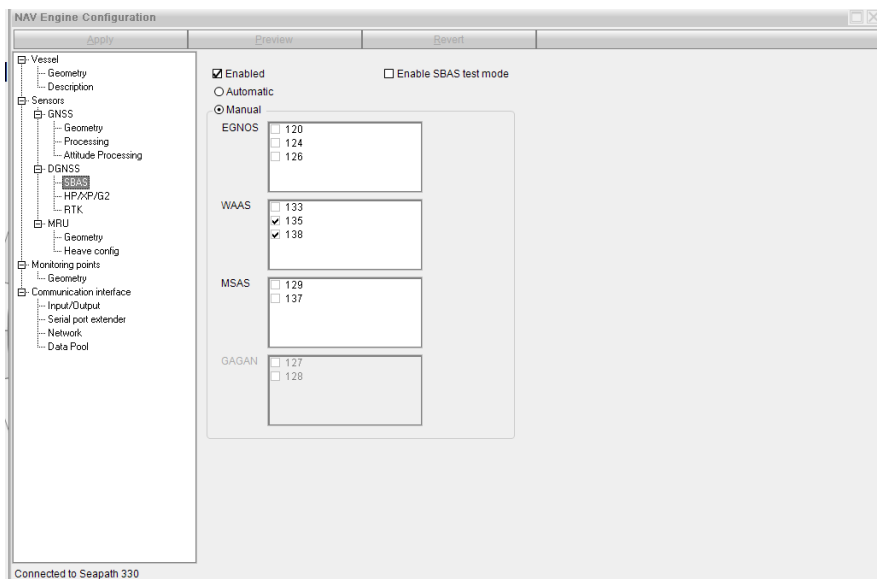 NAV Engine Configuration
Apply Preview Revert
Vessel
Geometry
Description
Sensors
GNSS
Geometry
Processing
Attitude Processing
DGNSS
SBAS
HP/XP/G2
RTK
MRU
Geometry
Heave config
Monitoring points
Geometry
Communication interface
Input/Output
Serial port extender
Network
Data Pool
Enabled Enable SBAS test mode
Automatic
Manual
EGNOS 120
124
126
WAAS 133
135
138
MSAS 129
137
GAGAN 127
128
Connected to Seapath 330